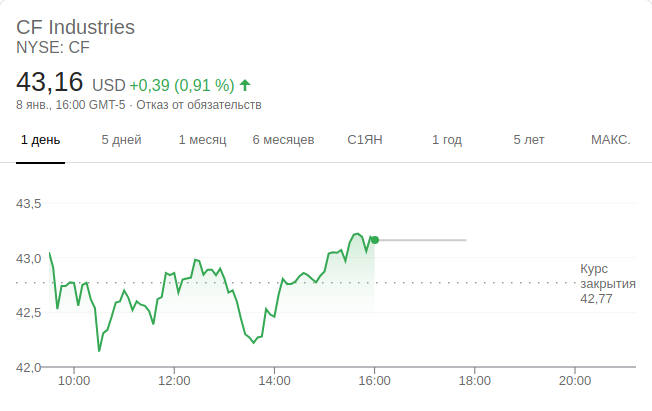 CF Industries
NYSE: CF
43,16 USD +0,39 (0,91 %)
8 янв., 16:00 GMT-5 · Отказ от обязательств
1 день 5 дней 1 месяц 6 месяцев С1ЯН 1 год 5 лет МАКС.
43,5
43,0
Курс
закрытия
42,77
42,5
42,0
10:00 12:00 14:00 16:00 18:00 20:00